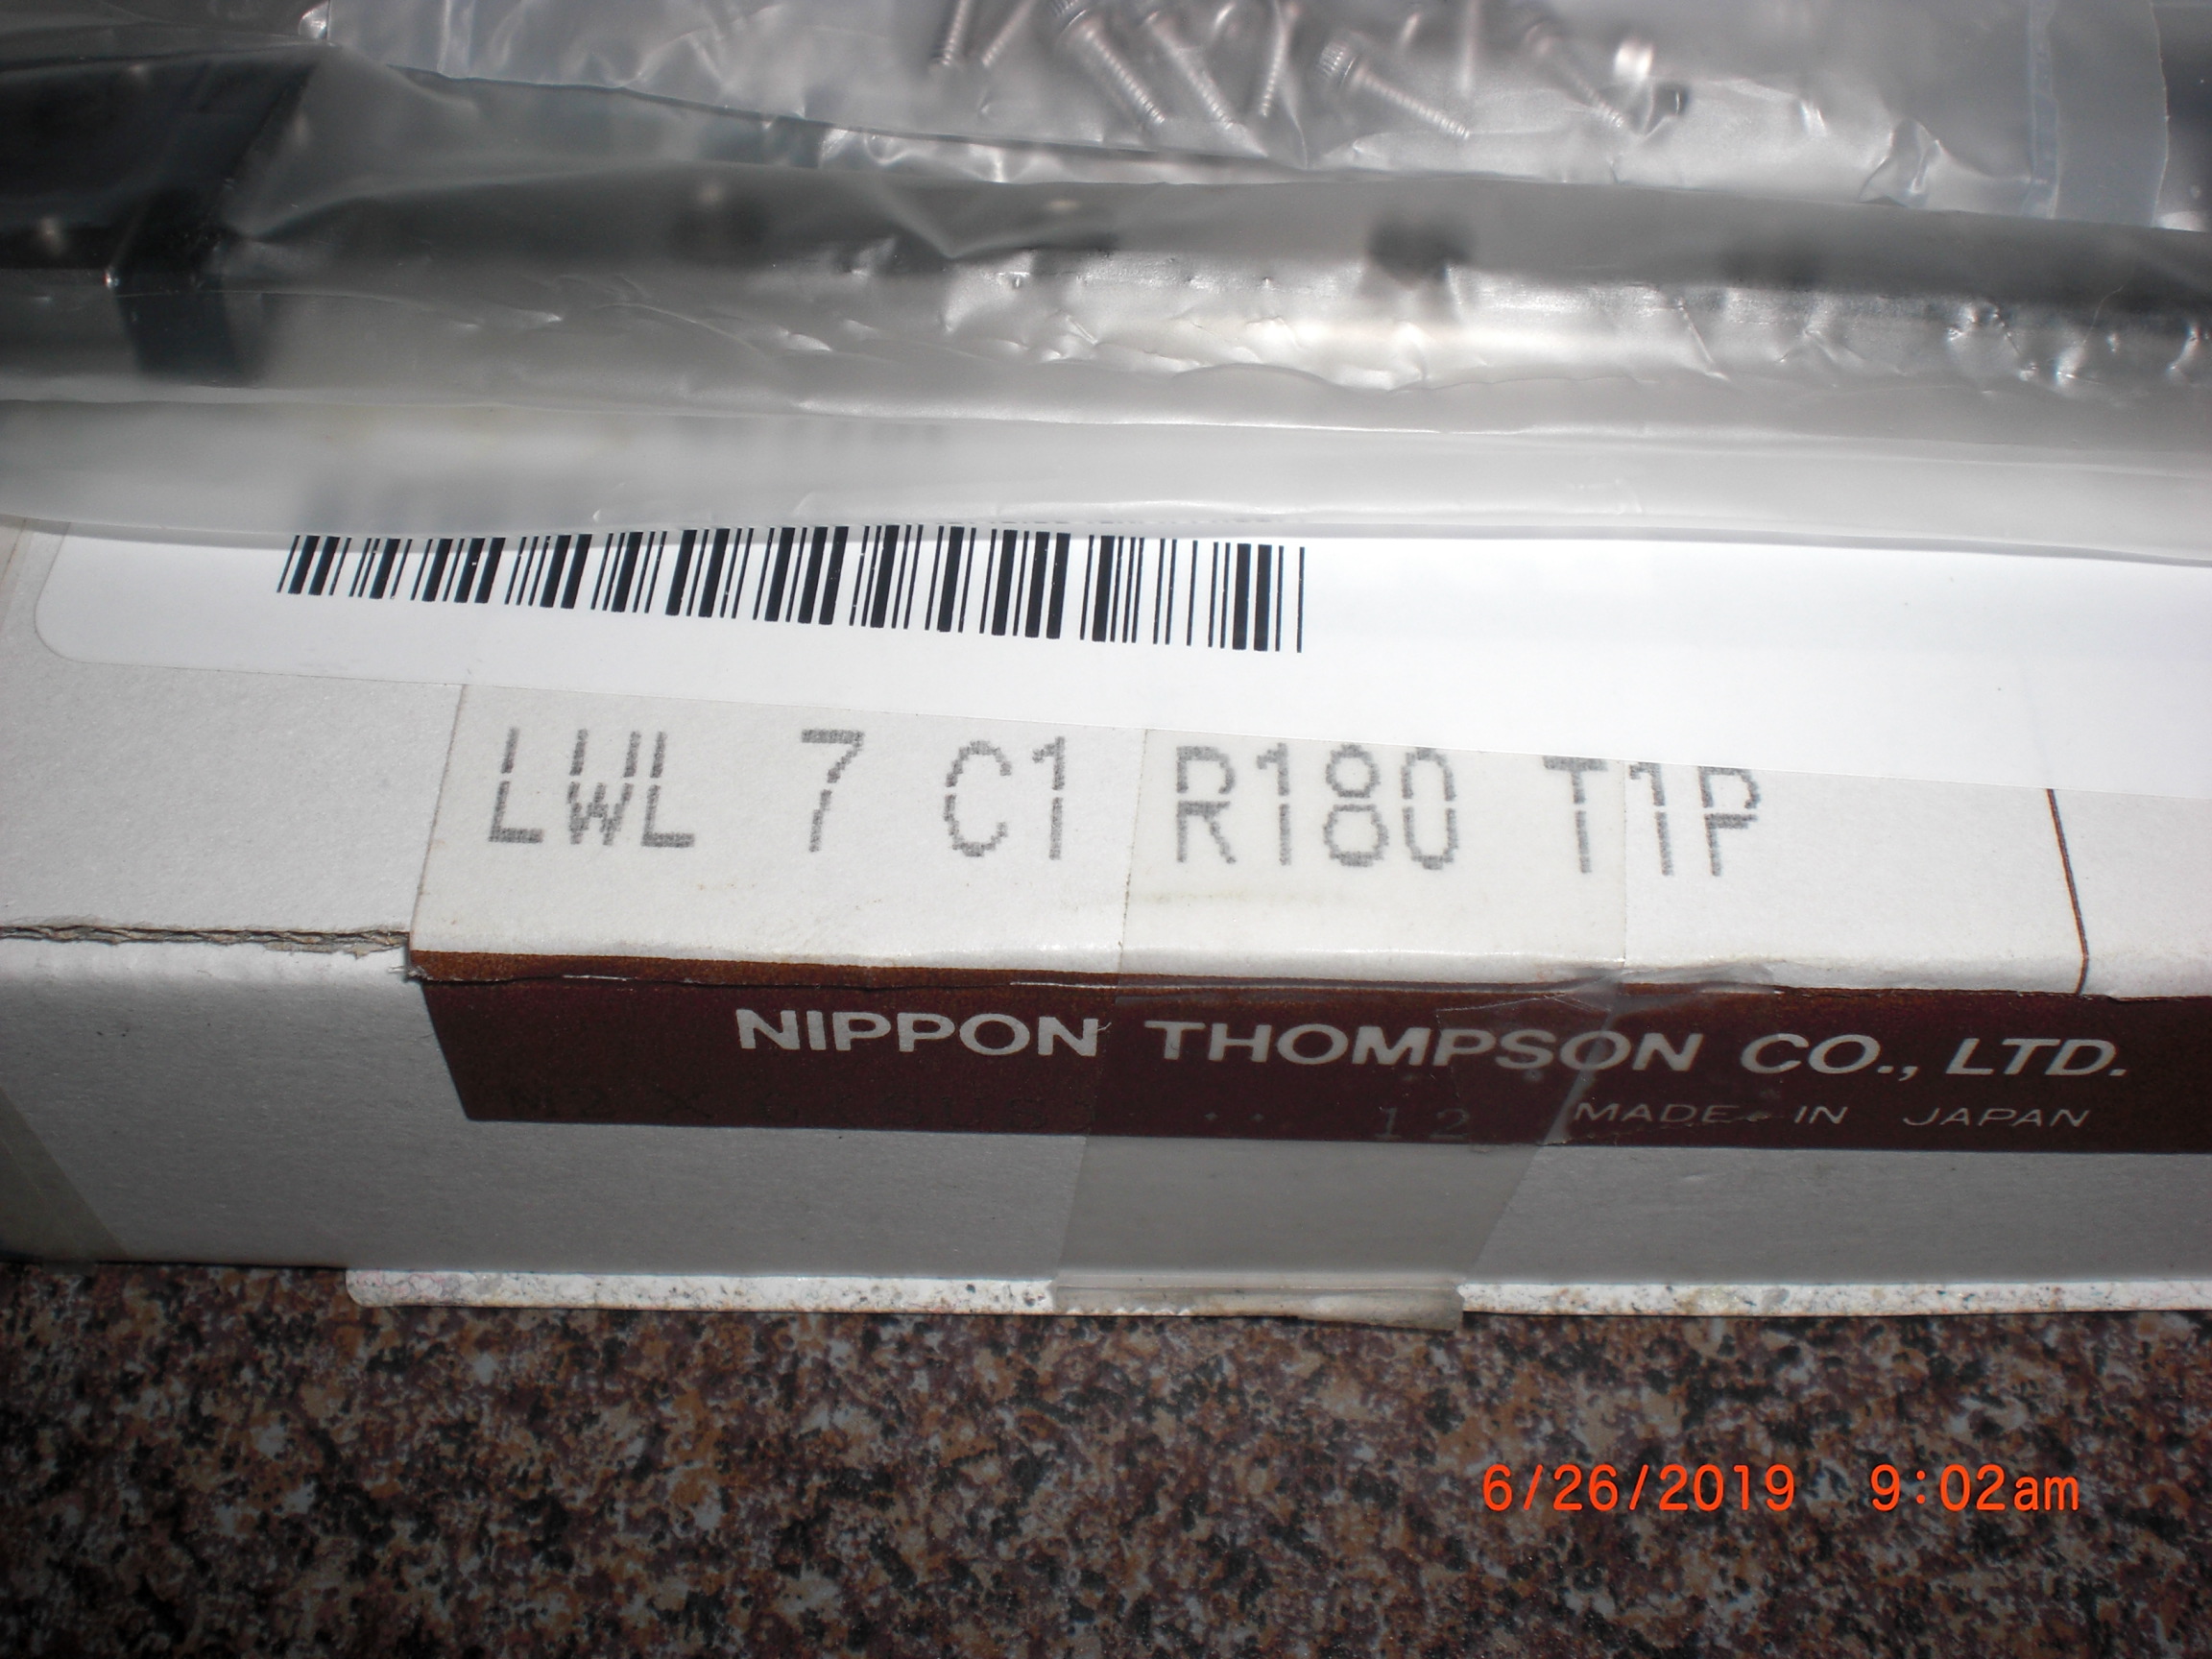 LWL 7 C1 R180 T1P
NIPPON THOMPSON CO., LTD.
12
MADE IN JAPAN
6/26/2019 9:02am